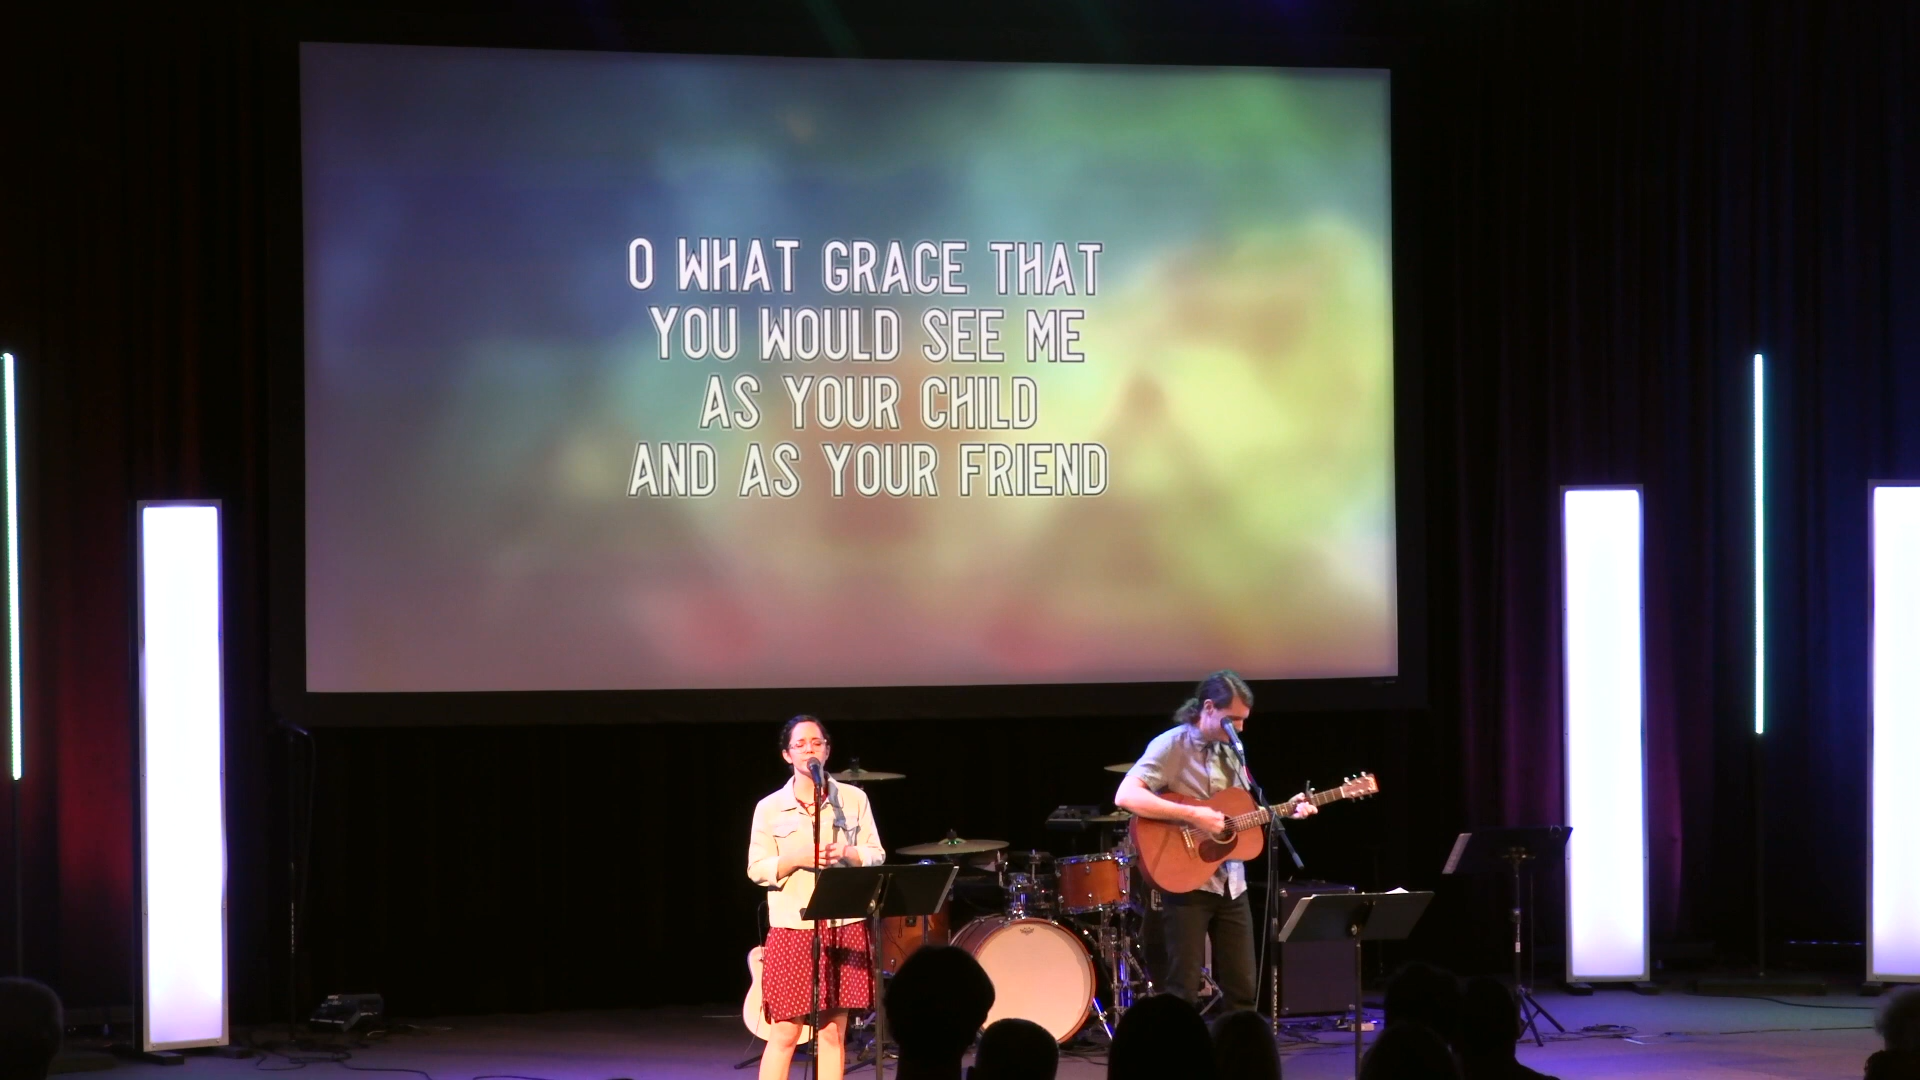 O WHAT GRACE THAT
YOU WOULD SEE ME
AS YOUR CHILD
AND AS YOUR FRIEND